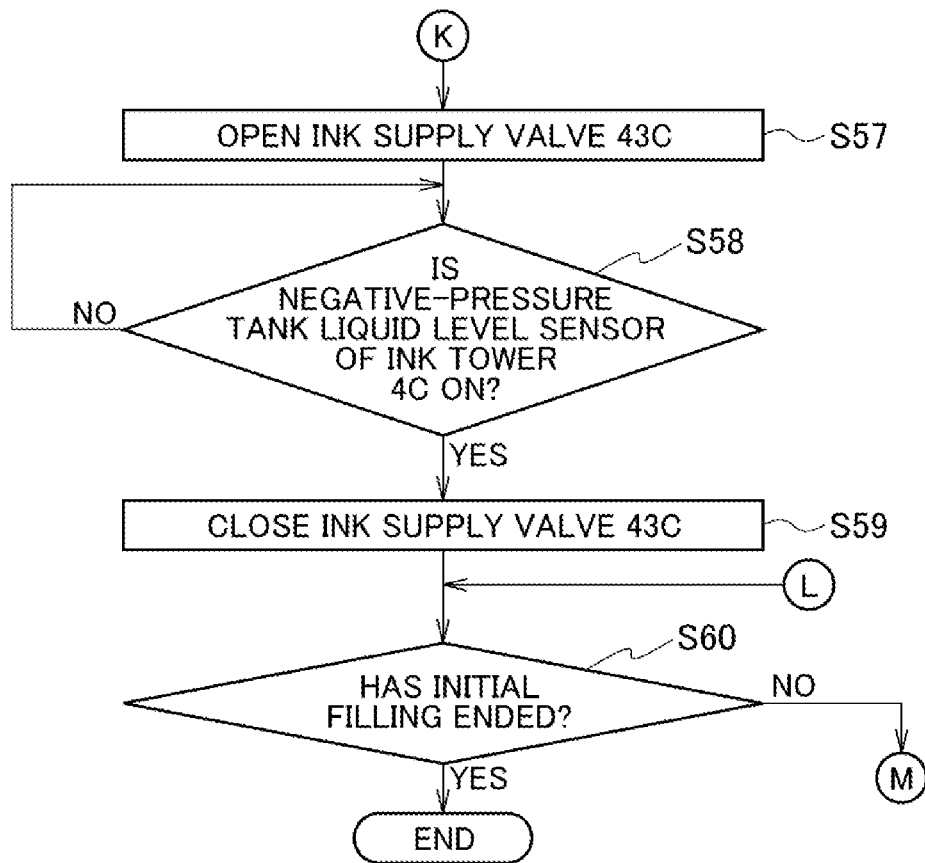 K
OPEN INK SUPPLY VALVE 43C
S57
S58
IS
NEGATIVE-PRESSURE
TANK LIQUID LEVEL SENSOR
OF INK TOWER
4C ON?
NO
YES
CLOSE INK SUPPLY VALVE 43C
S59
L
S60
HAS INITIAL
FILLING ENDED?
NO
M
YES
END